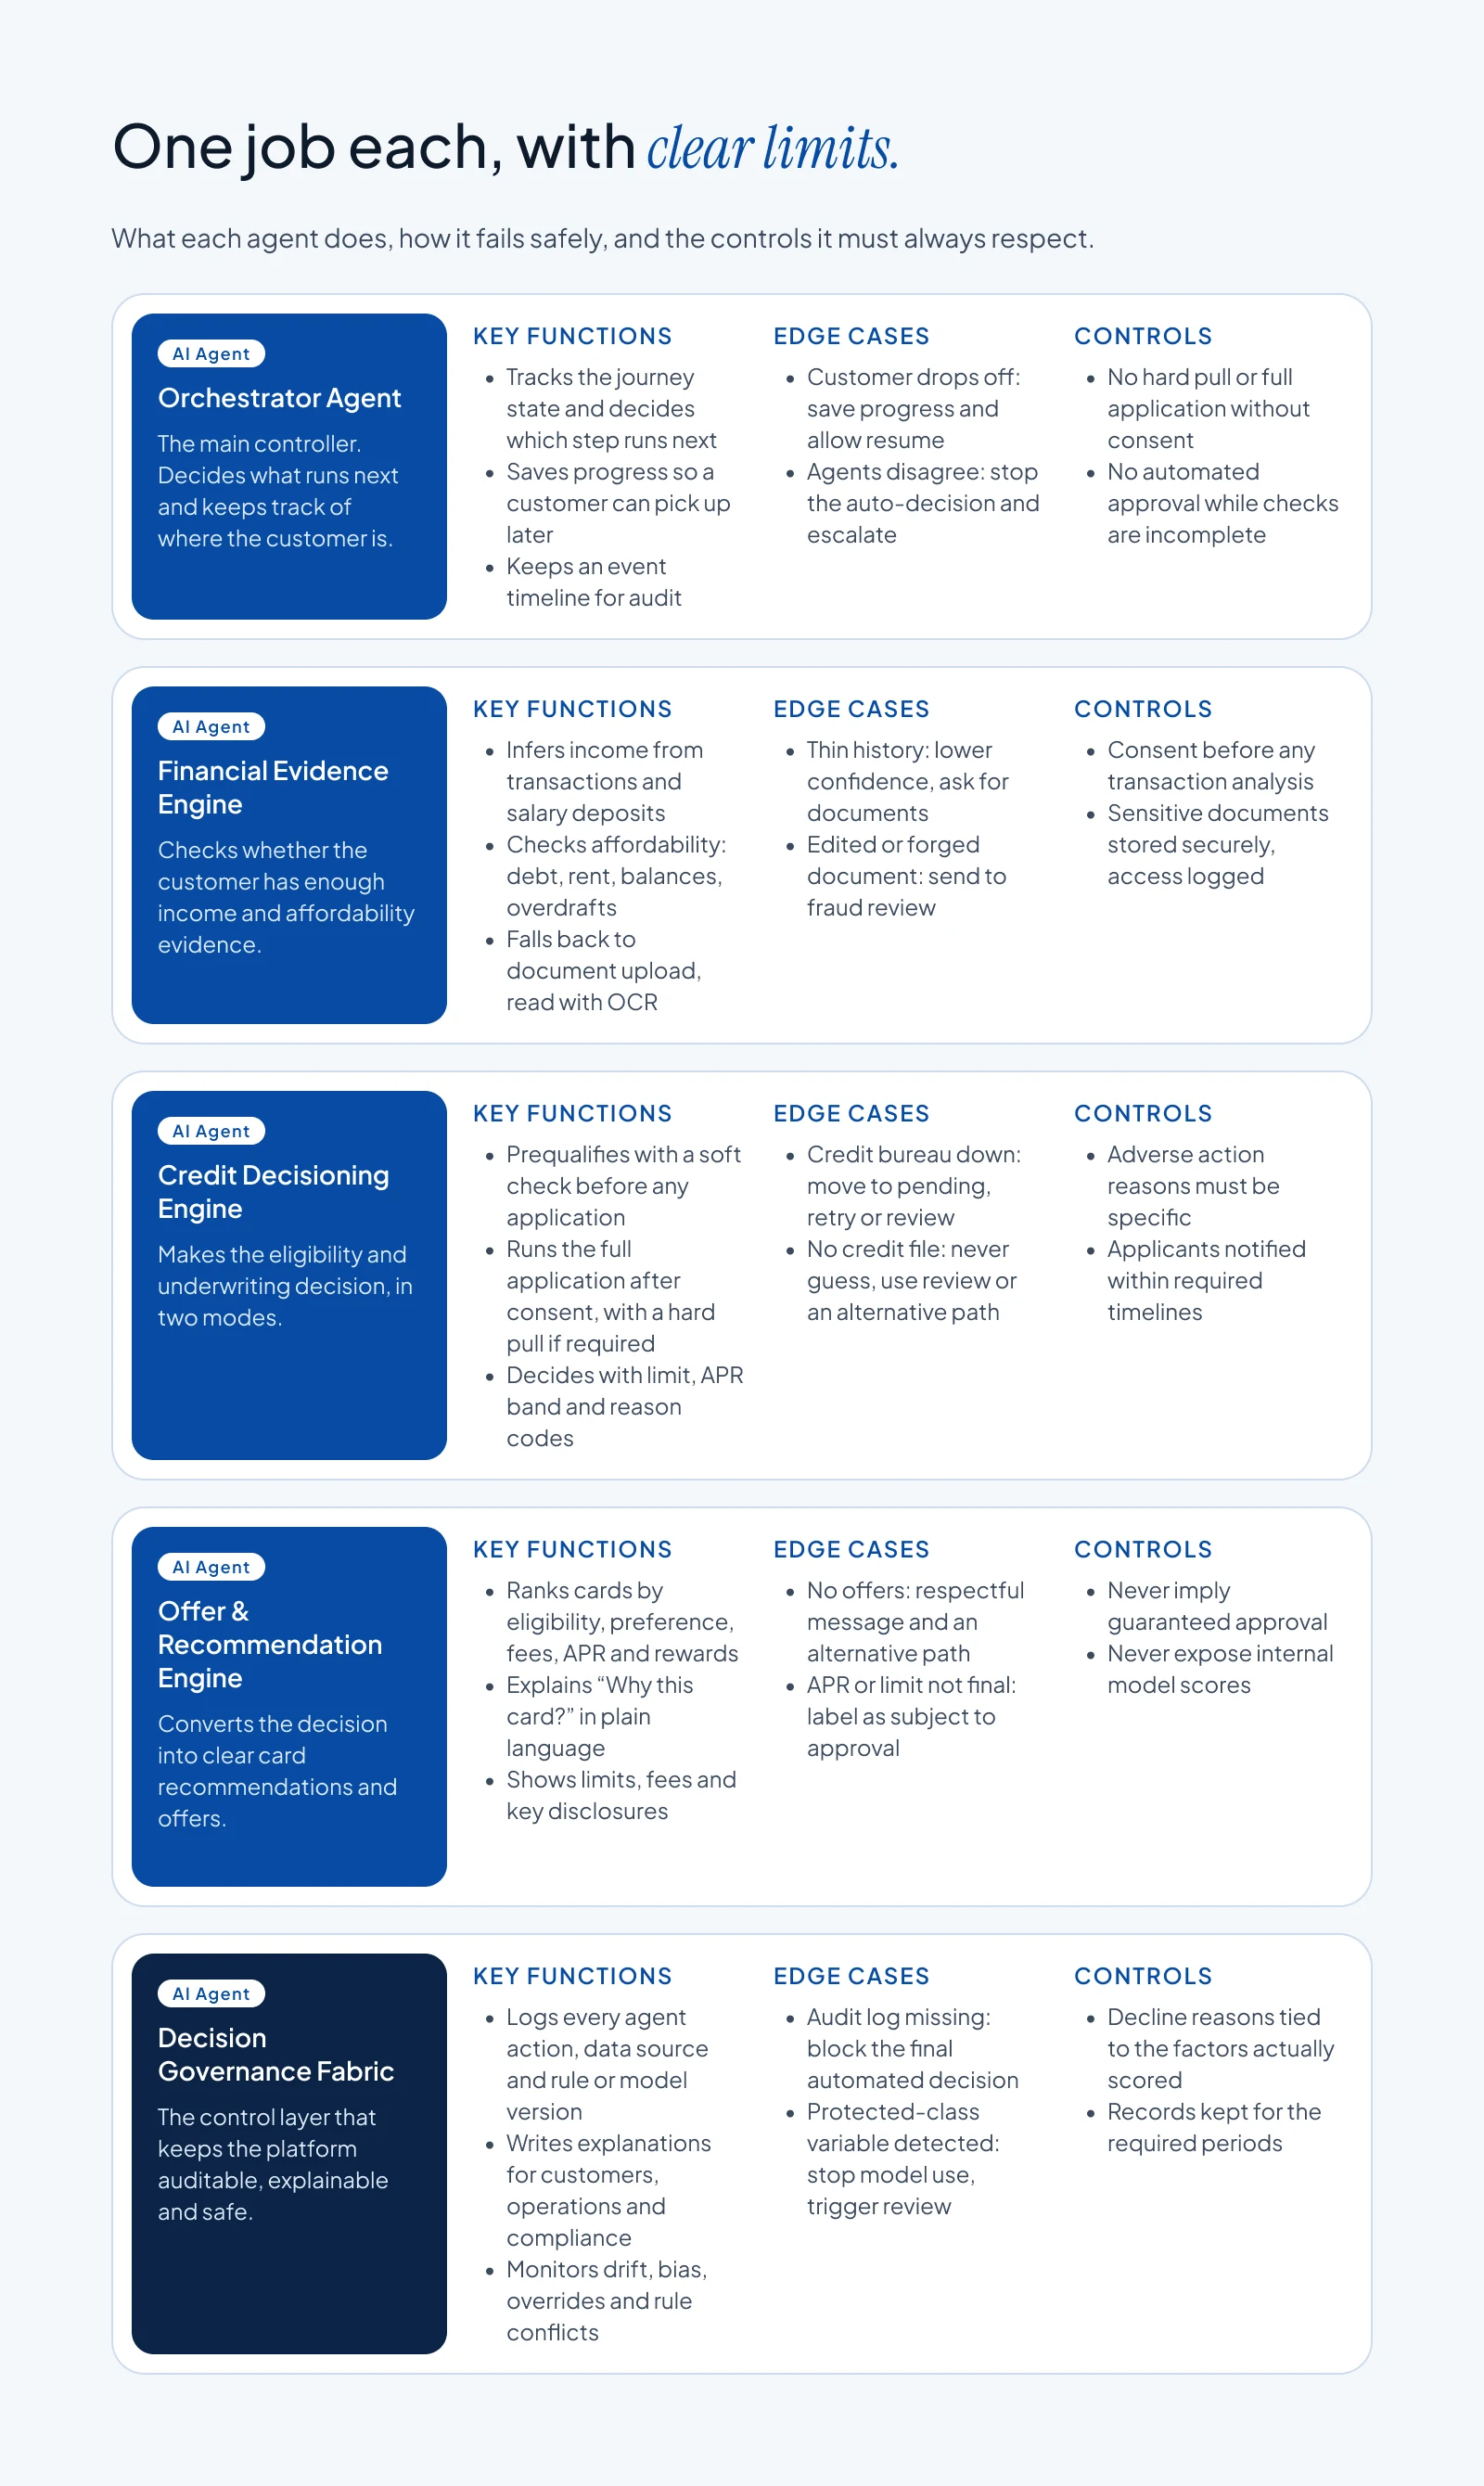 One job each, with clear limits.
What each agent does, how it fails safely, and the controls it must always respect.
AI Agent
Orchestrator Agent
The main controller.
Decides what runs next
and keeps track of
where the customer is.
KEY FUNCTIONS
• Tracks the journey
state and decides
which step runs next
• Saves progress so a
customer can pick up
later
• Keeps an event
timeline for audit
EDGE CASES
• Customer drops off:
save progress and
allow resume
• Agents disagree: stop
the auto-decision and
escalate
CONTROLS
• No hard pull or full
application without
consent
• No automated
approval while checks
are incomplete
AI Agent
Financial Evidence
Engine
Checks whether the
customer has enough
income and affordability
evidence.
KEY FUNCTIONS
• Infers income from
transactions and
salary deposits
• Checks affordability:
debt, rent, balances,
overdrafts
• Falls back to
document upload,
read with OCR
EDGE CASES
• Thin history: lower
confidence, ask for
documents
• Edited or forged
document: send to
fraud review
CONTROLS
• Consent before any
transaction analysis
• Sensitive documents
stored securely,
access logged
AI Agent
Credit Decisioning
Engine
Makes the eligibility and
underwriting decision, in
two modes.
KEY FUNCTIONS
• Prequalifies with a soft
check before any
application
• Runs the full
application after
consent, with a hard
pull if required
• Decides with limit, APR
band and reason
codes
EDGE CASES
• Credit bureau down:
move to pending,
retry or review
• No credit file: never
guess, use review or
an alternative path
CONTROLS
• Adverse action
reasons must be
specific
• Applicants notified
within required
timelines
AI Agent
Offer &
Recommendation
Engine
Converts the decision
into clear card
recommendations and
offers.
KEY FUNCTIONS
• Ranks cards by
eligibility, preference,
fees, APR and rewards
• Explains “Why this
card?” in plain
language
• Shows limits, fees and
key disclosures
EDGE CASES
• No offers: respectful
message and an
alternative path
• APR or limit not final:
label as subject to
approval
CONTROLS
• Never imply
guaranteed approval
• Never expose internal
model scores
AI Agent
Decision
Governance Fabric
The control layer that
keeps the platform
auditable, explainable
and safe.
KEY FUNCTIONS
• Logs every agent
action, data source
and rule or model
version
• Writes explanations
for customers,
operations and
compliance
• Monitors drift, bias,
overrides and rule
conflicts
EDGE CASES
• Audit log missing:
block the final
automated decision
• Protected-class
variable detected:
stop model use,
trigger review
CONTROLS
• Decline reasons tied
to the factors actually
scored
• Records kept for the
required periods